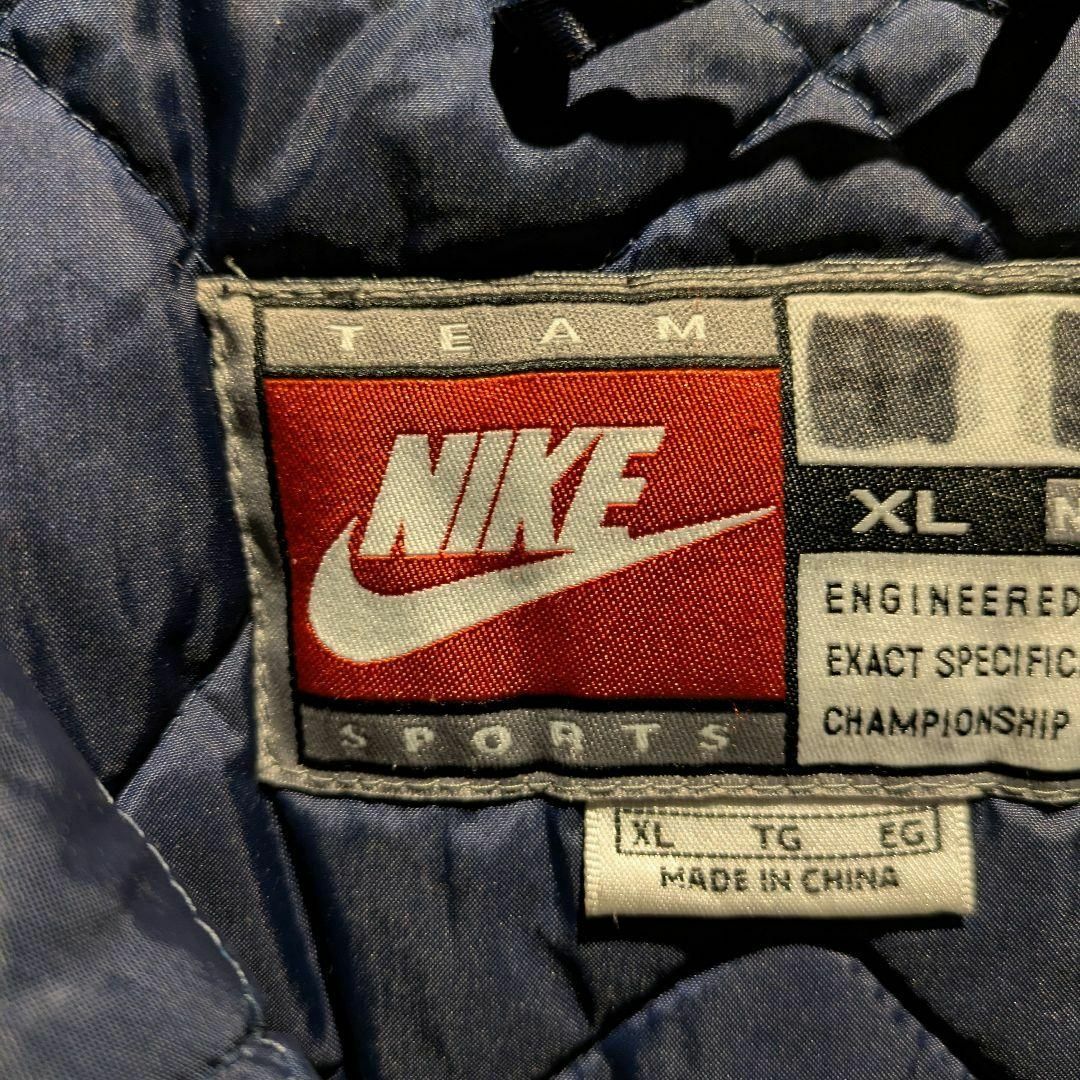 TEAM
NIKE
SPORTS
XL
ENGINEERED
EXACT SPECIFIC
CHAMPIONSHIP
XL TG EG
MADE IN CHINA